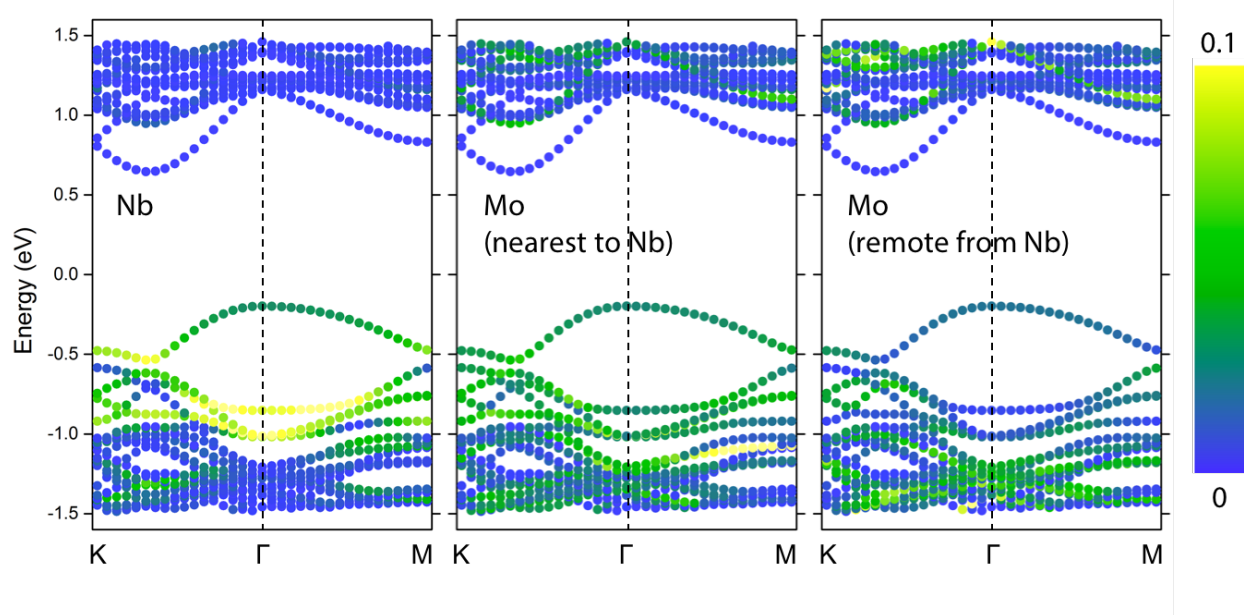 1.5
1.0
0.5
0.0
-0.5
-1.0
-1.5
Energy (eV)
Nb
Mo
(nearest to Nb)
Mo
(remote from Nb)
K
Γ
M
K
Γ
M
K
Γ
M
0.1
0